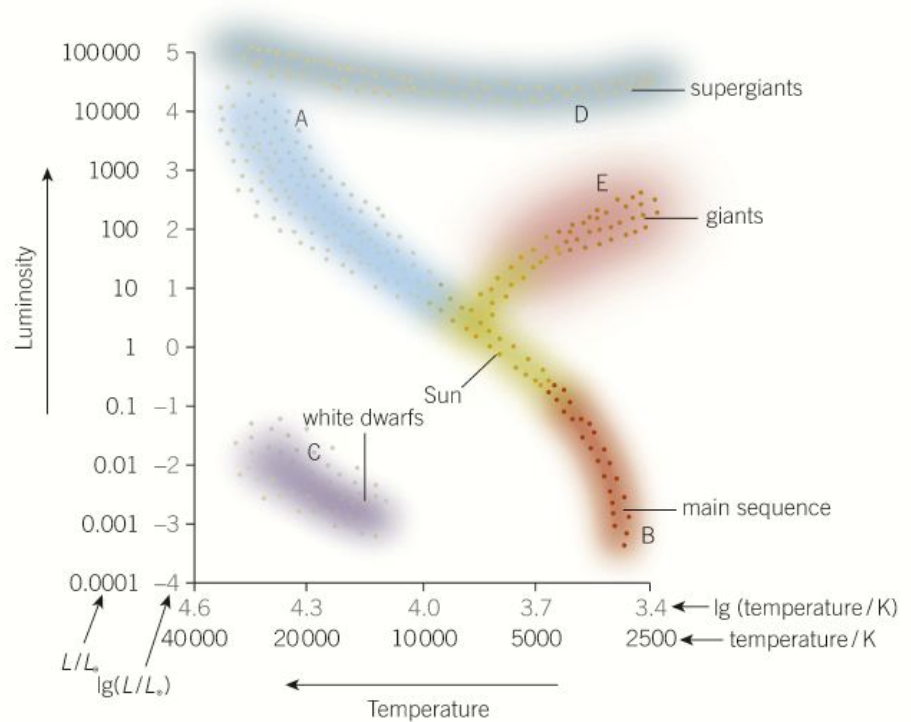 100000 5
supergiants
10000 4
A
D
1000 3
E
100 2
giants
Luminosity
10 1
1 0
Sun
0.1 –1
white dwarfs
C
0.01 –2
main sequence
0.001 –3
B
0.0001 –4
4.6 4.3 4.0 3.7 3.4 lg (temperature / K)
40000 20000 10000 5000 2500 temperature / K
L/L⁎
lg(L/L⁎)
Temperature